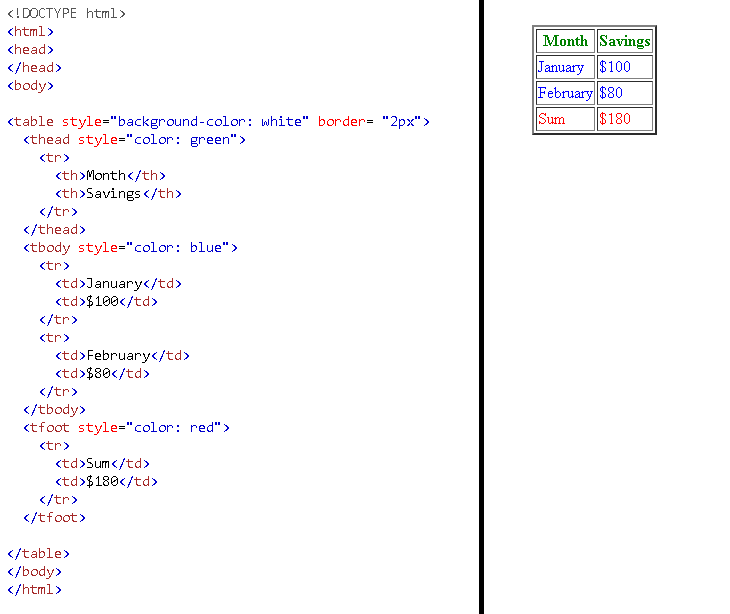 <!DOCTYPE html>
<html>
<head>
</head>
<body>

<table style="background-color: white" border= "2px">
  <thead style="color: green">
    <tr>
      <th>Month</th>
      <th>Savings</th>
    </tr>
  </thead>
  <tbody style="color: blue">
    <tr>
      <td>January</td>
      <td>$100</td>
    </tr>
    <tr>
      <td>February</td>
      <td>$80</td>
    </tr>
  </tbody>
  <tfoot style="color: red">
    <tr>
      <td>Sum</td>
      <td>$180</td>
    </tr>
  </tfoot>

</table>
</body>
</html>
Month Savings
January $100
February $80
Sum $180